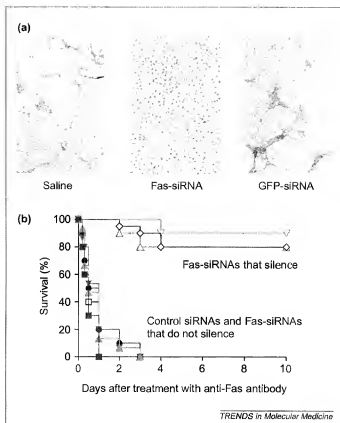 (a)
Saline Fas-siRNA GFP-siRNA
(b)
100
80
60
40
20
0
Survival (%)
Fas-siRNAs that silence
Control siRNAs and Fas-siRNAs
that do not silence
0 2 4 6 8 10
Days after treatment with anti-Fas antibody
TRENDS in Molecular Medicine